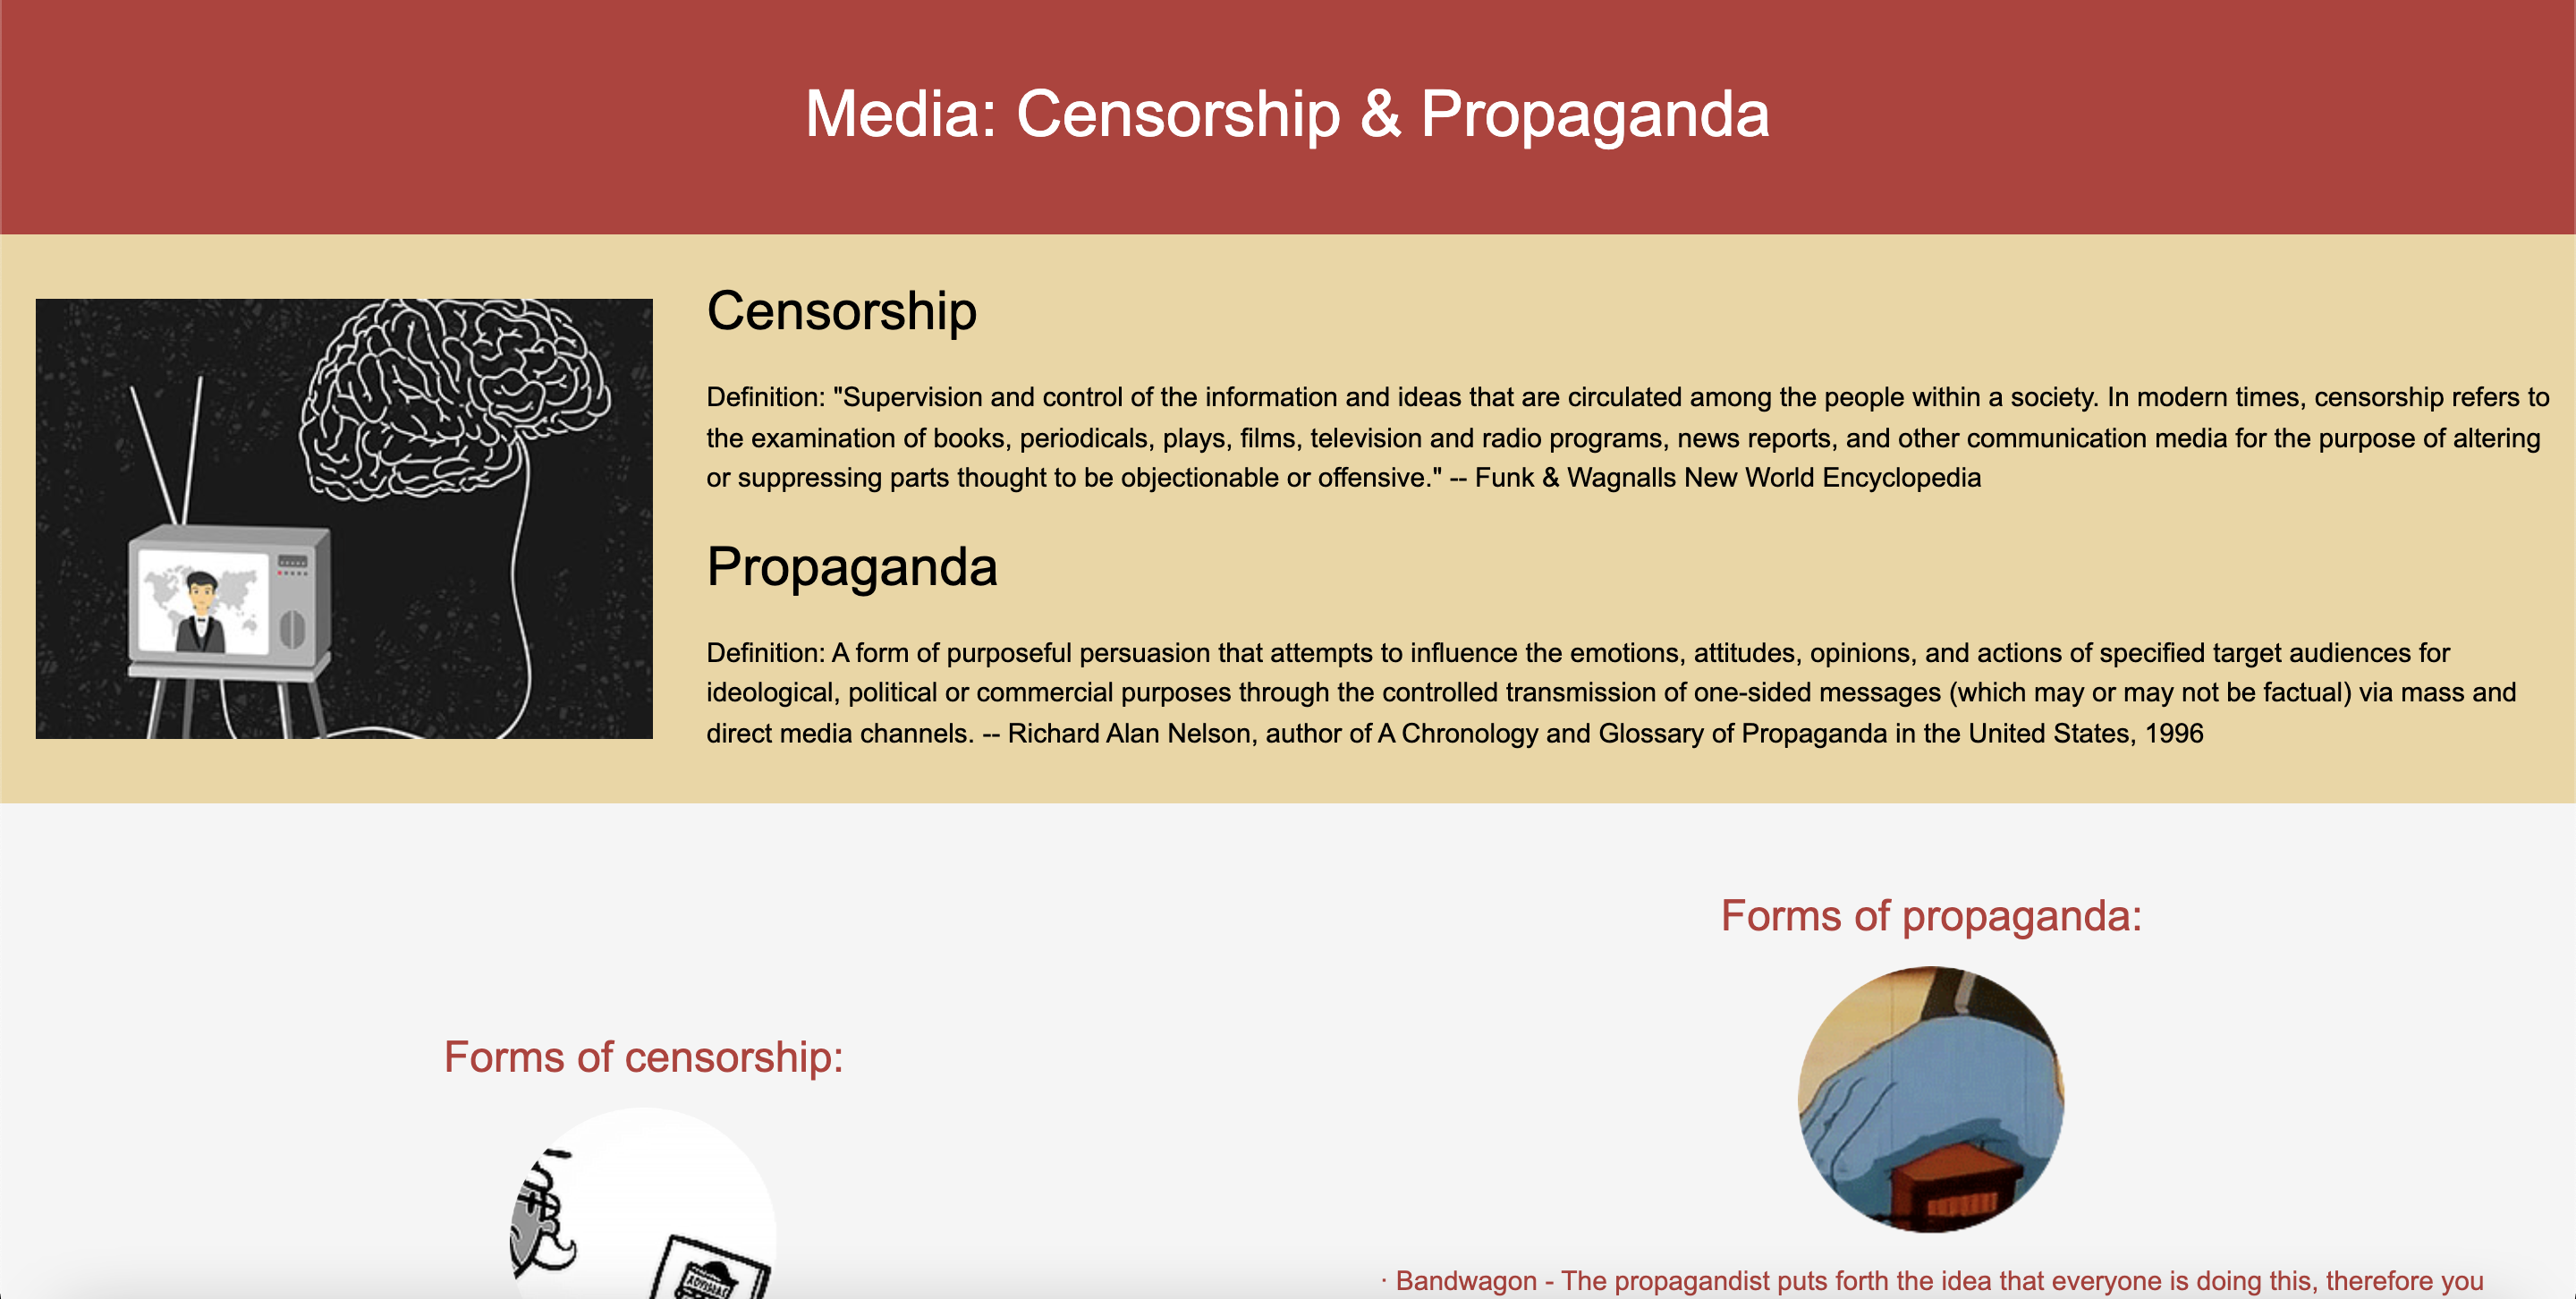 Media: Censorship & Propaganda
Censorship
Definition: "Supervision and control of the information and ideas that are circulated among the people within a society. In modern times, censorship refers to
the examination of books, periodicals, plays, films, television and radio programs, news reports, and other communication media for the purpose of altering
or suppressing parts thought to be objectionable or offensive." -- Funk & Wagnalls New World Encyclopedia
Propaganda
Definition: A form of purposeful persuasion that attempts to influence the emotions, attitudes, opinions, and actions of specified target audiences for
ideological, political or commercial purposes through the controlled transmission of one-sided messages (which may or may not be factual) via mass and
direct media channels. -- Richard Alan Nelson, author of A Chronology and Glossary of Propaganda in the United States, 1996
Forms of censorship:
Forms of propaganda:
· Bandwagon - The propagandist puts forth the idea that everyone is doing this, therefore you